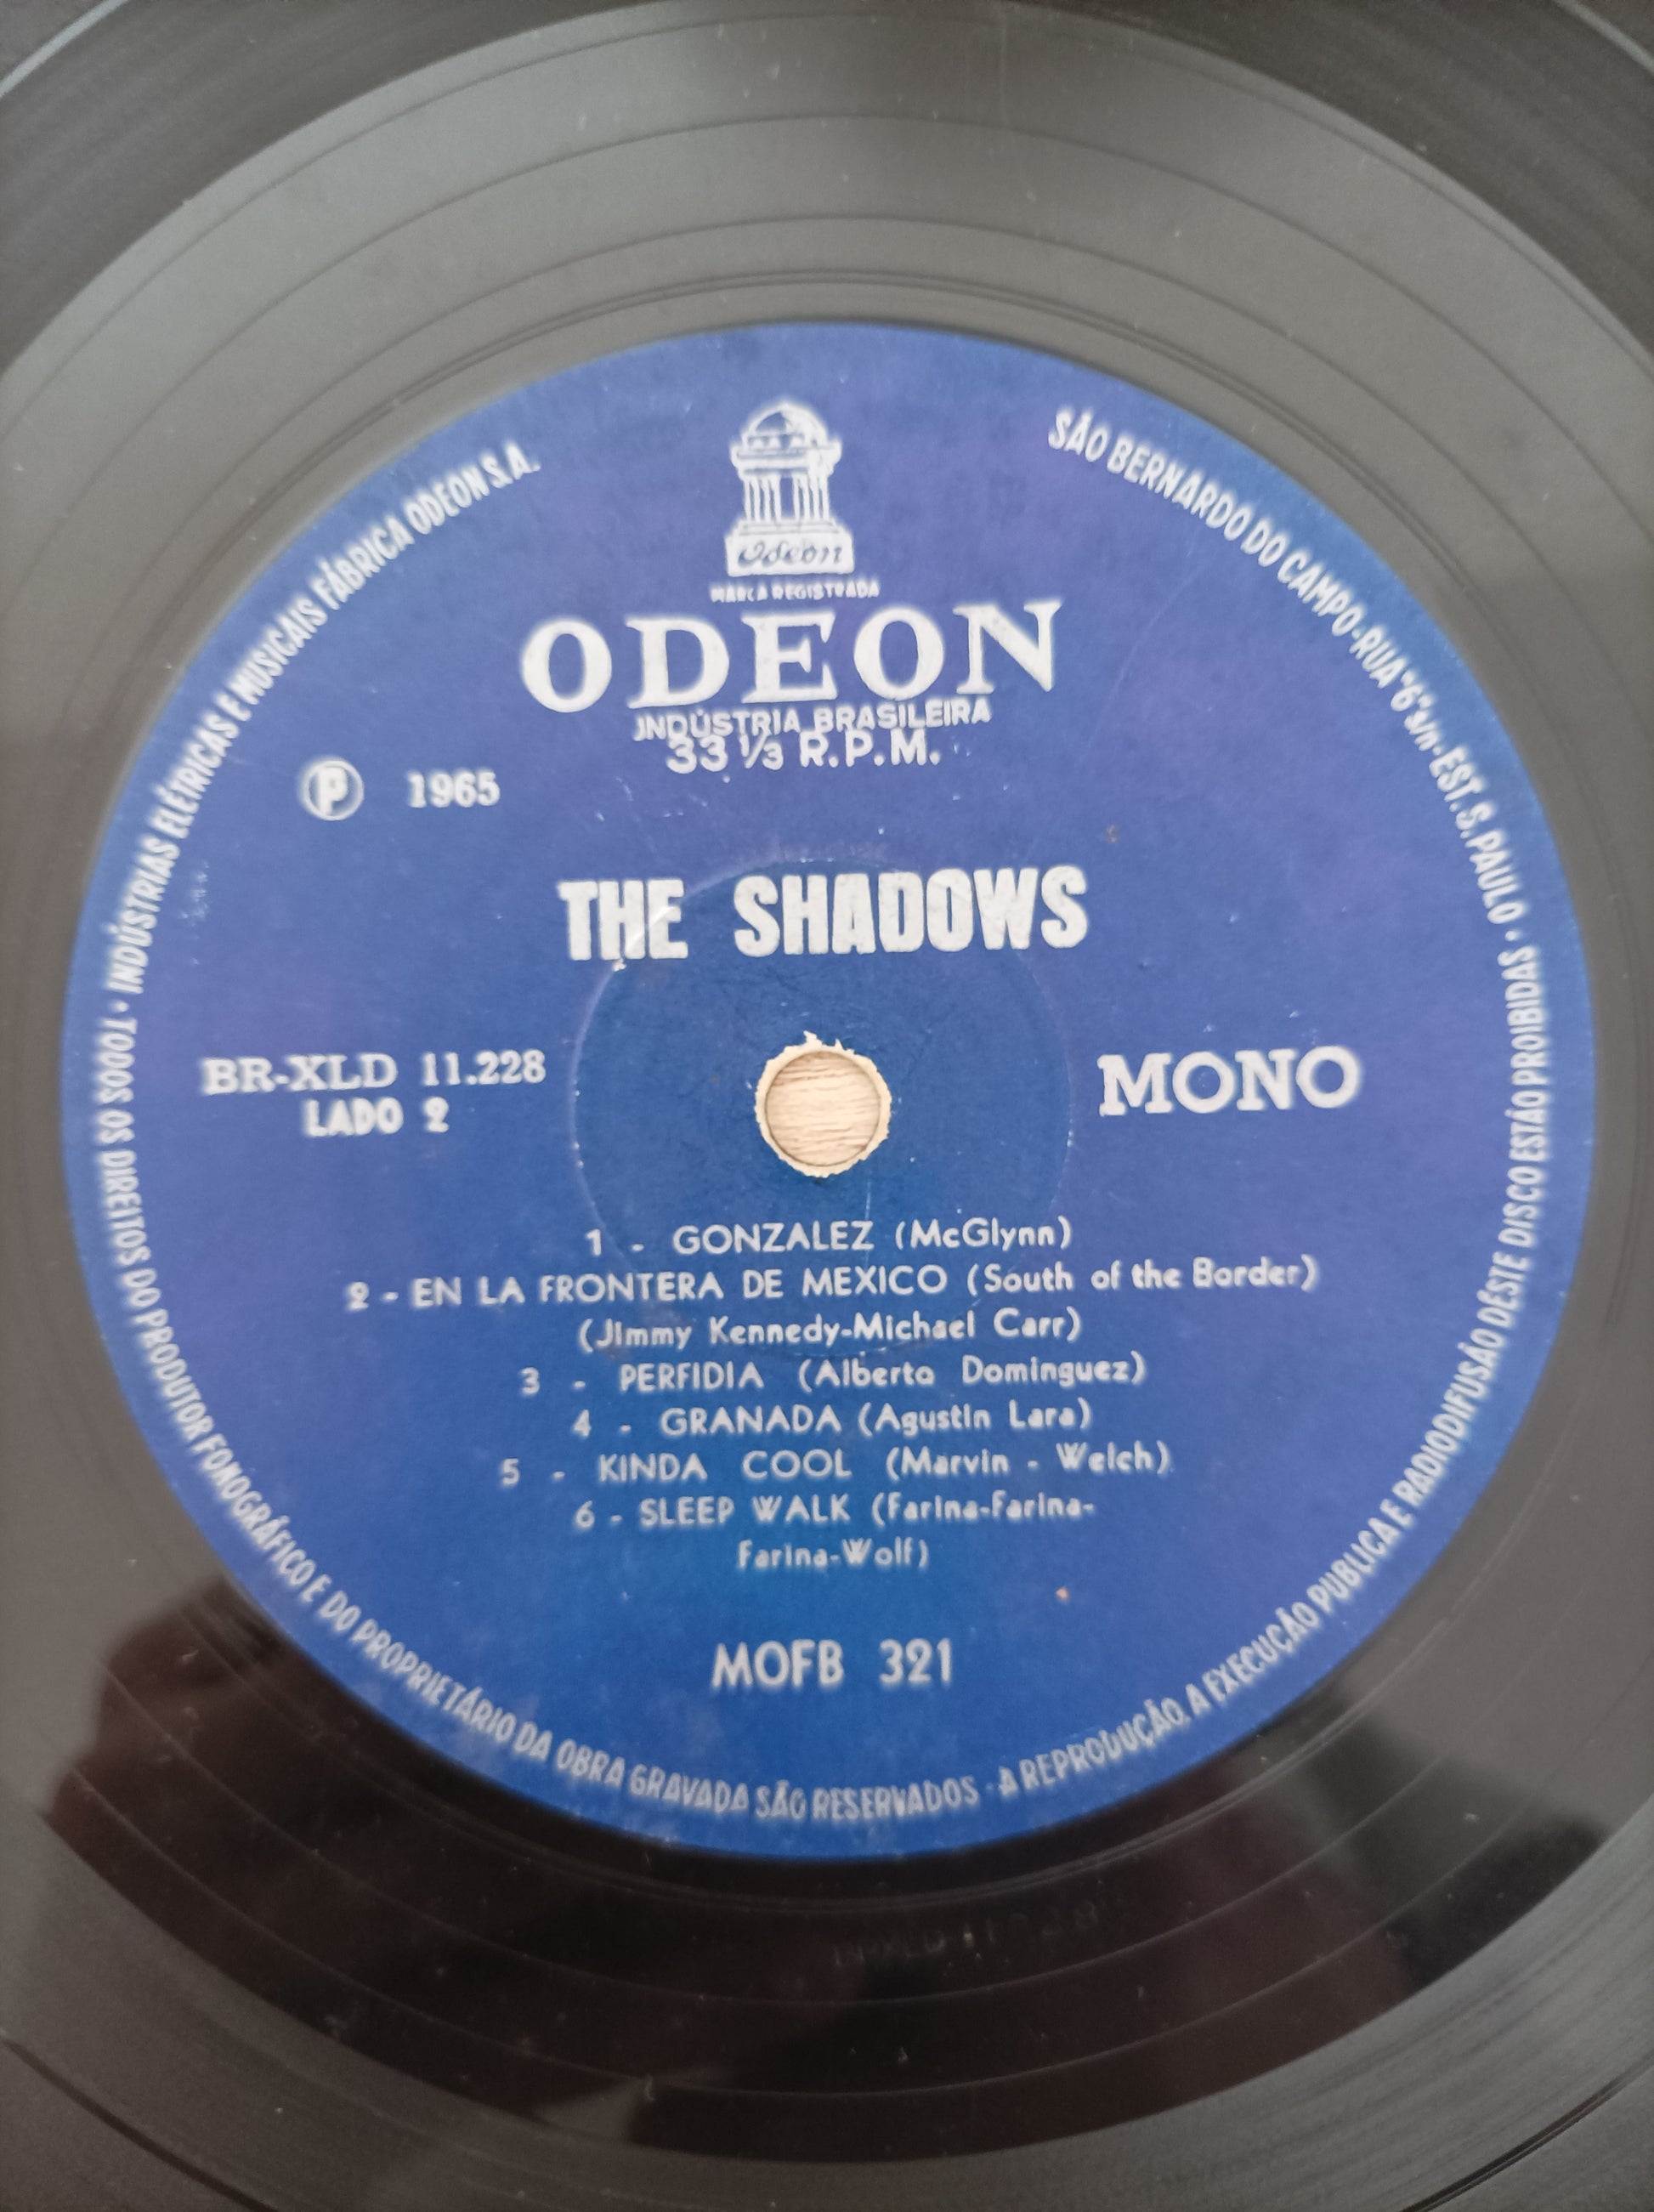 INDÚSTRIAS ELÉTRICAS E MUSICAIS FÁBRICA ODEON S.A.
SÃO BERNARDO DO CAMPO-RUA "6" s/n-EST. S. PAULO •
Odeon
MARCA REGISTRADA
ODEON
INDÚSTRIA BRASILEIRA
33 ⅓ R.P.M.
Ⓟ 1965
THE SHADOWS
BR-XLD 11.228
LADO 2
MONO
1 - GONZALEZ (McGlynn)
2 - EN LA FRONTERA DE MEXICO (South of the Border)
(Jimmy Kennedy-Michael Carr)
3 - PERFIDIA (Alberto Dominguez)
4 - GRANADA (Agustin Lara)
5 - KINDA COOL (Marvin - Welch)
6 - SLEEP WALK (Farina-Farina-
Farina-Wolf)
MOFB 321
• TODOS OS DIREITOS DO PRODUTOR FONOGRÁFICO E DO PROPRIETÁRIO DA OBRA GRAVADA SÃO RESERVADOS - A REPRODUÇÃO, A EXECUÇÃO PUBLICA E RADIODIFUSÃO DESTE DISCO ESTÃO PROIBIDAS •